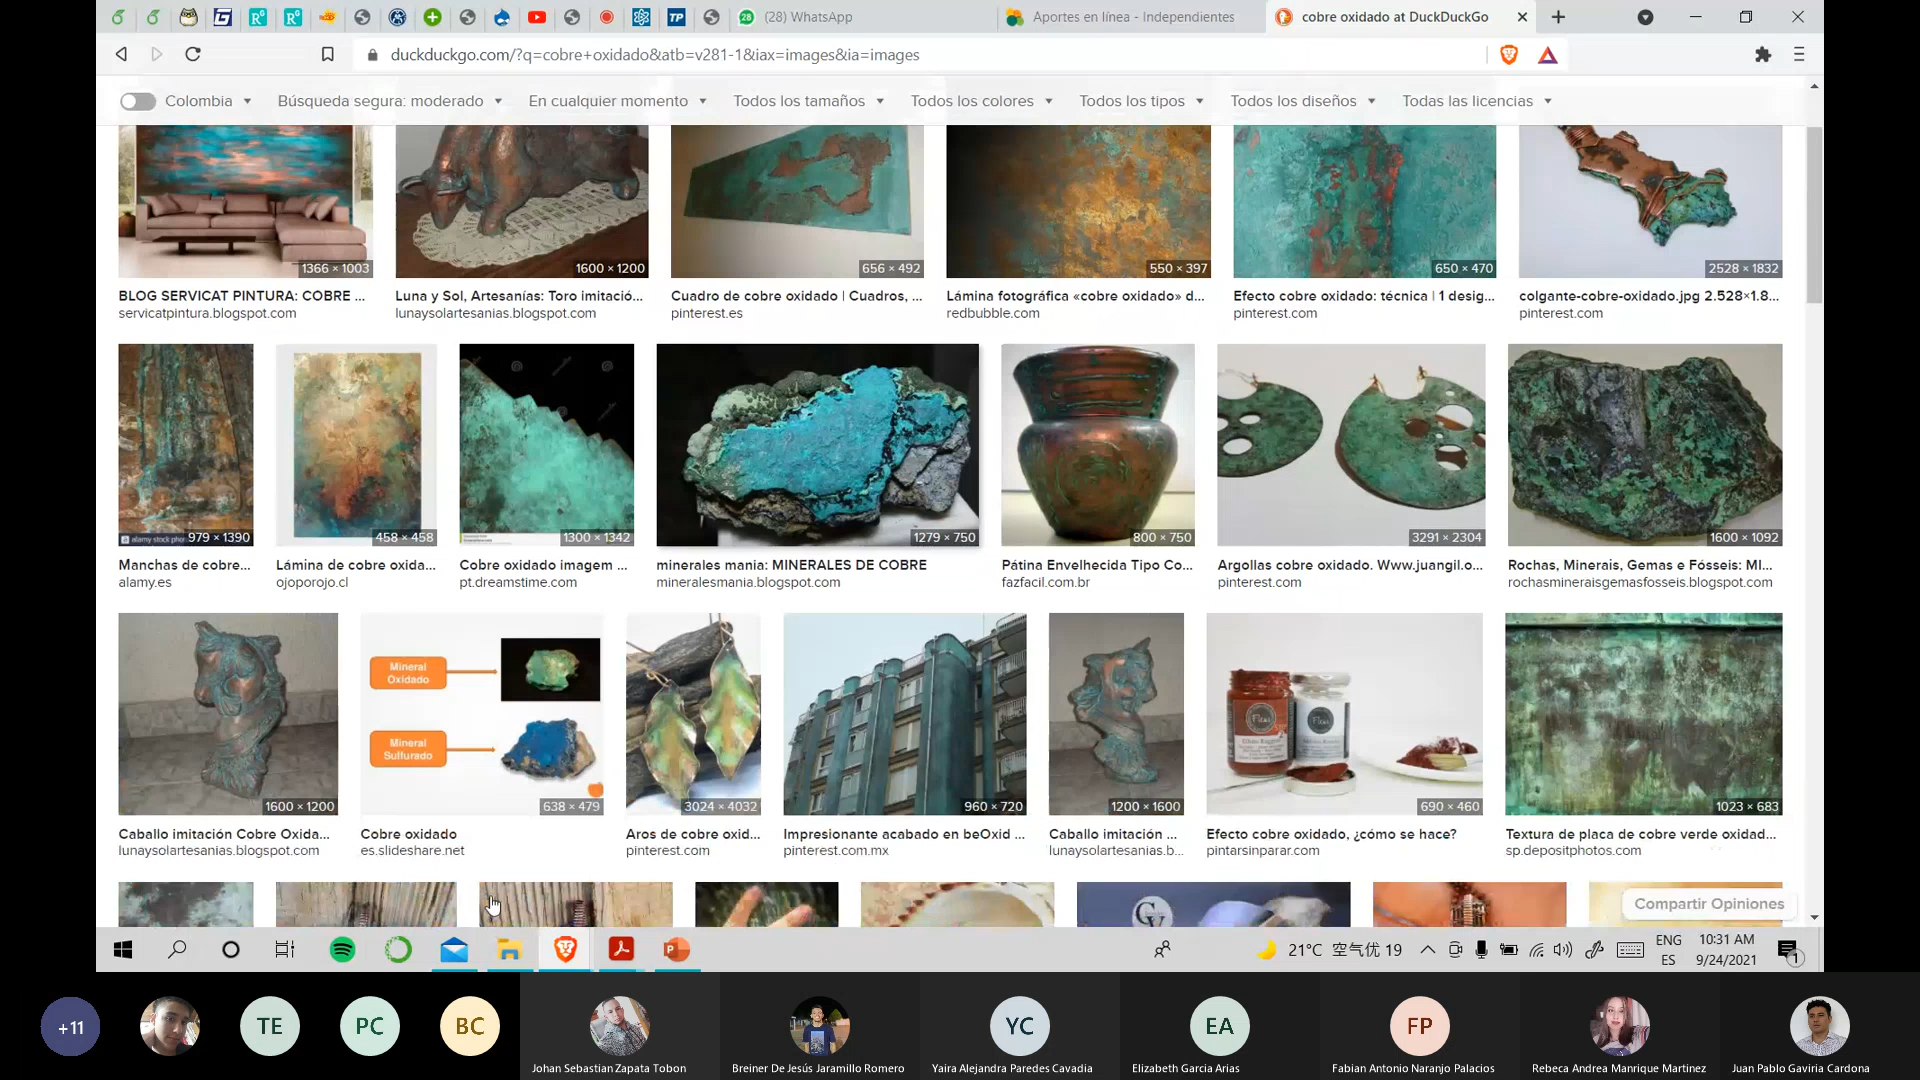 (28) WhatsApp
Aportes en línea - Independientes
cobre oxidado at DuckDuckGo
duckduckgo.com/?q=cobre+oxidado&atb=v281-1&iax=images&ia=images
Colombia
Búsqueda segura: moderado
En cualquier momento
Todos los tamaños
Todos los colores
Todos los tipos
Todos los diseños
Todas las licencias
1366 × 1003
1600 × 1200
656 × 492
550 × 397
650 × 470
2528 × 1832
BLOG SERVICAT PINTURA: COBRE ...
servicatpintura.blogspot.com
Luna y Sol, Artesanías: Toro imitació...
lunaysolartesanias.blogspot.com
Cuadro de cobre oxidado | Cuadros, ...
pinterest.es
Lámina fotográfica «cobre oxidado» d...
redbubble.com
Efecto cobre oxidado: técnica | 1 desig...
pinterest.com
colgante-cobre-oxidado.jpg 2.528×1.8...
pinterest.com
979 × 1390
458 × 458
1300 × 1342
1279 × 750
800 × 750
3291 × 2304
1600 × 1092
Manchas de cobre...
alamy.es
Lámina de cobre oxida...
ojoporojo.cl
Cobre oxidado imagem ...
pt.dreamstime.com
minerales mania: MINERALES DE COBRE
mineralesmania.blogspot.com
Pátina Envelhecida Tipo Co...
fazfacil.com.br
Argollas cobre oxidado. Www.juangil.o...
pinterest.com
Rochas, Minerais, Gemas e Fósseis: MI...
rochasmineraisgemasfosseis.blogspot.com
Mineral
Oxidado
Mineral
Sulfurado
1600 × 1200
638 × 479
3024 × 4032
960 × 720
1200 × 1600
690 × 460
1023 × 683
Caballo imitación Cobre Oxida...
lunaysolartesanias.blogspot.com
Cobre oxidado
es.slideshare.net
Aros de cobre oxid...
pinterest.com
Impresionante acabado en beOxid ...
pinterest.com.mx
Caballo imitación ...
lunaysolartesanias.b...
Efecto cobre oxidado, ¿cómo se hace?
pintarsinparar.com
Textura de placa de cobre verde oxidad...
sp.depositphotos.com
Compartir Opiniones
21°C 空气优 19
ENG
ES
10:31 AM
9/24/2021
1
+11
TE
PC
BC
YC
EA
FP
Johan Sebastian Zapata Tobon
Breiner De Jesús Jaramillo Romero
Yaira Alejandra Paredes Cavadia
Elizabeth Garcia Arias
Fabian Antonio Naranjo Palacios
Rebeca Andrea Manrique Martinez
Juan Pablo Gaviria Cardona